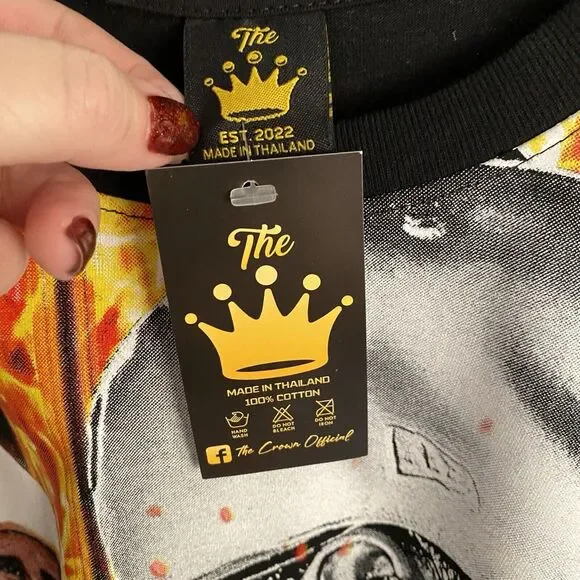 The
EST. 2022
MADE IN THAILAND
The
MADE IN THAILAND
100% COTTON
HAND WASH
DO NOT BLEACH
DO NOT IRON
f The Crown Official